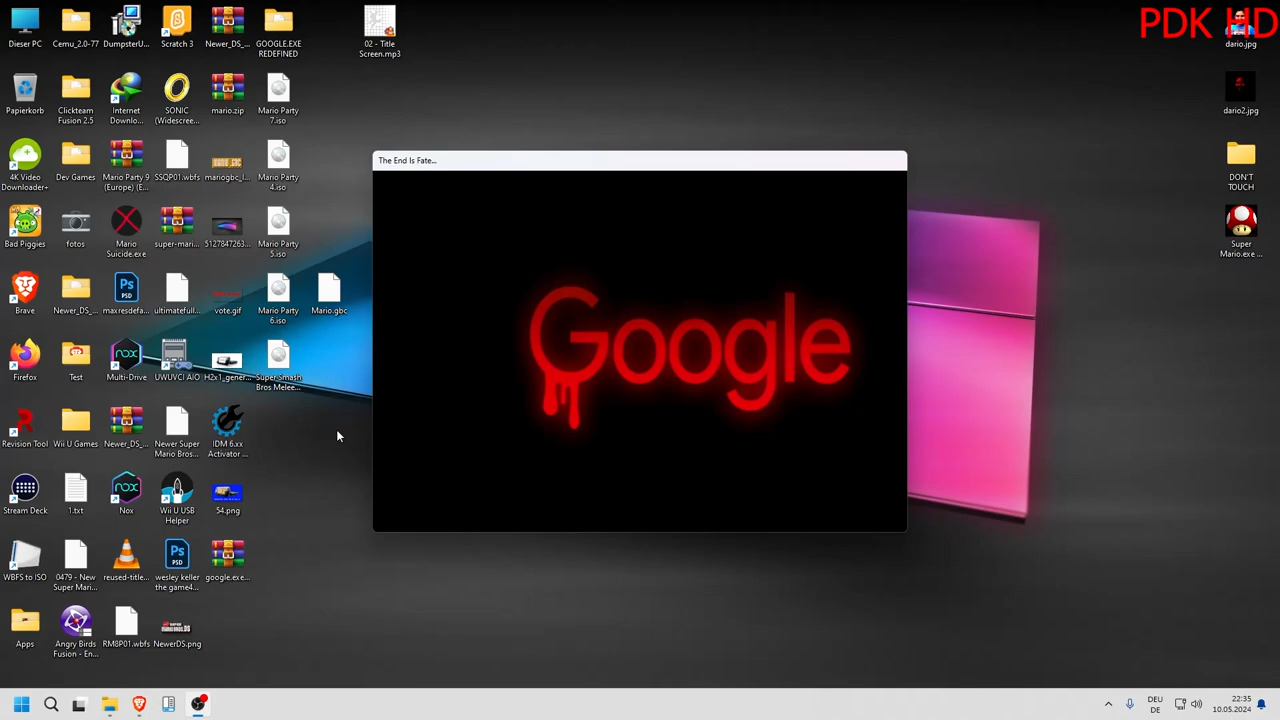 PDK HD
Dieser PC
Cemu_2.0-77
DumpsterU...
Scratch 3
Newer_DS_...
GOOGLE.EXE
REDEFINED
02 - Title
Screen.mp3
dario.jpg
Papierkorb
Clickteam
Fusion 2.5
Internet
Downlo...
SONIC
(Widescree...
mario.zip
Mario Party
7.iso
dario2.jpg
4K Video
Downloader+
Dev Games
Mario Party 9
(Europe) (E...
SSQP01.wbfs
mariogbc_l...
Mario Party
4.iso
DON'T
TOUCH
The End Is Fate...
Bad Piggies
fotos
Mario
Suicide.exe
super-mari...
5127847263...
Mario Party
5.iso
Super
Mario.exe ...
Brave
Newer_DS_...
maxresdefa...
ultimatefull...
vote.gif
Mario Party
6.iso
Mario.gbc
Google
Firefox
Test
Multi-Drive
UWUVCI AIO
H2x1_gener...
Super Smash
Bros Melee...
Revision Tool
Wii U Games
Newer_DS_...
Newer Super
Mario Bros...
IDM 6.xx
Activator ...
Stream Deck
1.txt
Nox
Wii U USB
Helper
54.png
WBFS to ISO
0479 - New
Super Mari...
reused-title...
wesley keller
the game4...
google.exe...
Apps
Angry Birds
Fusion - En...
RM8P01.wbfs
NewerDS.png
DEU
DE
22:35
10.05.2024